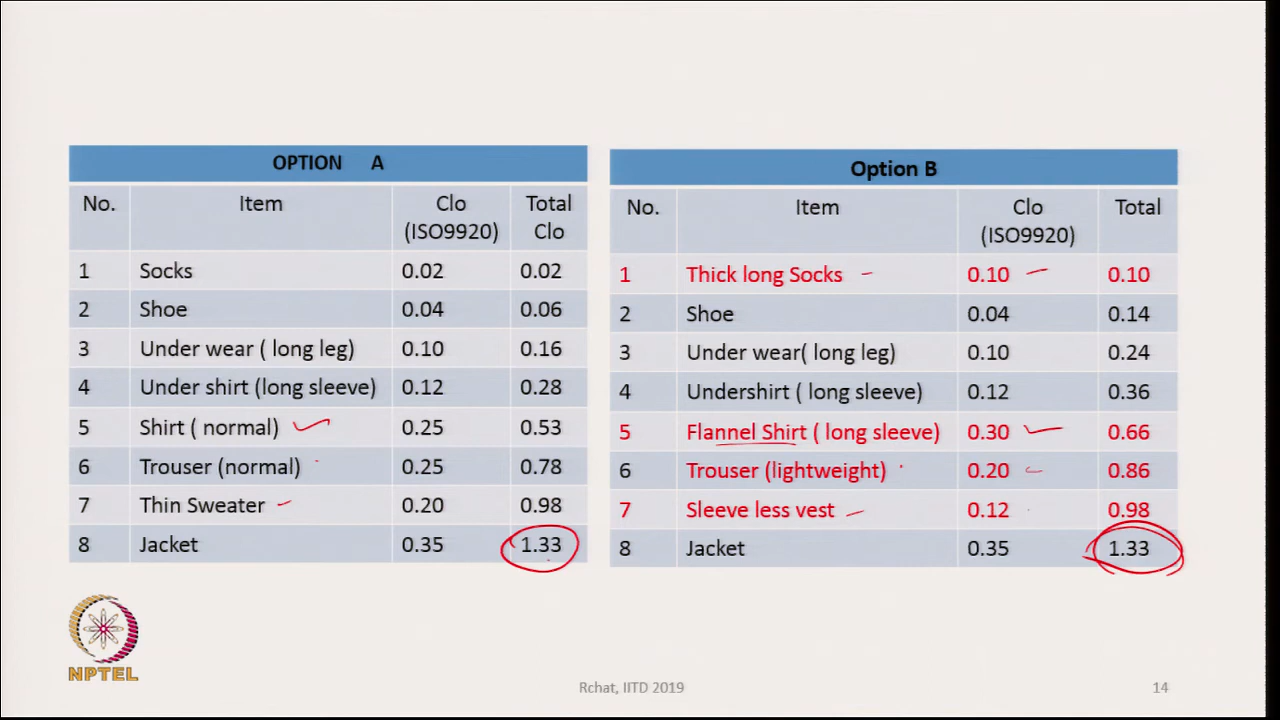 OPTION A
No. Item Clo (ISO9920) Total Clo
1 Socks 0.02 0.02
2 Shoe 0.04 0.06
3 Under wear ( long leg) 0.10 0.16
4 Under shirt (long sleeve) 0.12 0.28
5 Shirt ( normal) 0.25 0.53
6 Trouser (normal) 0.25 0.78
7 Thin Sweater 0.20 0.98
8 Jacket 0.35 1.33
Option B
No. Item Clo (ISO9920) Total
1 Thick long Socks 0.10 0.10
2 Shoe 0.04 0.14
3 Under wear( long leg) 0.10 0.24
4 Undershirt ( long sleeve) 0.12 0.36
5 Flannel Shirt ( long sleeve) 0.30 0.66
6 Trouser (lightweight) 0.20 0.86
7 Sleeve less vest 0.12 0.98
8 Jacket 0.35 1.33
NPTEL
Rchat, IITD 2019
14